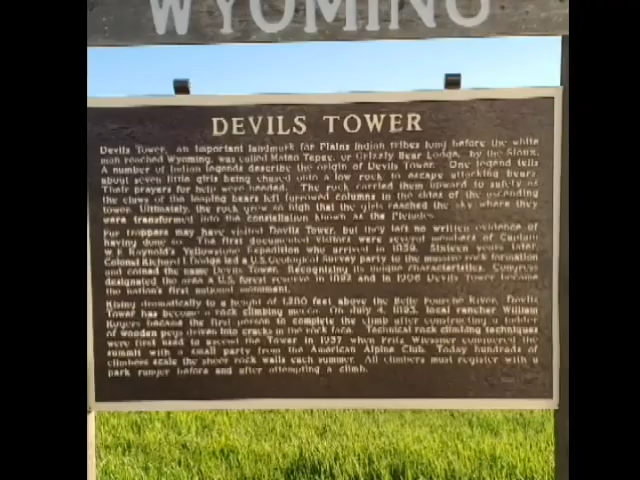 WYOMING
DEVILS TOWER
Devils Tower, an important landmark for Plains Indian tribes long before the white
man reached Wyoming, was called Mateo Tepee, or Grizzly Bear Lodge, by the Sioux.
A number of Indian legends describe the origin of Devils Tower. One legend tells
about seven little girls being chased onto a low rock to escape attacking bears.
Their prayers for help were heeded. The rock carried them upward to safety as
the claws of the leaping bears left furrowed columns in the sides of the ascending
tower. Ultimately, the rock grew so high that the girls reached the sky where they
were transformed into the constellation known as the Pleiades.
Fur trappers may have visited Devils Tower, but they left no written evidence of
having done so. The first documented visitors were several members of Captain
W. F. Raynold's Yellowstone Expedition who arrived in 1859. Sixteen years later,
Colonel Richard I. Dodge led a U.S. Geological Survey party to the massive rock formation
and coined the name Devils Tower. Recognizing its unique characteristics, Congress
designated the area a U.S. forest reserve in 1892 and in 1906 Devils Tower became
the nation's first national monument.
Rising dramatically to a height of 1,280 feet above the Belle Fourche River, Devils
Tower has become a rock climbing mecca. On July 4, 1893, local rancher William
Rogers became the first person to complete the climb after constructing a ladder
of wooden pegs driven into cracks in the rock face. Technical rock climbing techniques
were first used to ascend the Tower in 1937 when Fritz Wiessner conquered the
summit with a small party from the American Alpine Club. Today hundreds of
climbers scale the sheer rock walls each summer. All climbers must register with a
park ranger before and after attempting a climb.